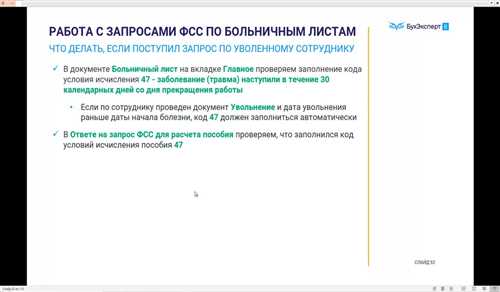 РАБОТА С ЗАПРОСАМИ ФСС ПО БОЛЬНИЧНЫМ ЛИСТАМ
БухЭксперт 8
ЧТО ДЕЛАТЬ, ЕСЛИ ПОСТУПИЛ ЗАПРОС ПО УВОЛЕННОМУ СОТРУДНИКУ
✓ В документе Больничный лист на вкладке Главное проверяем заполнение кода
условия исчисления 47 - заболевание (травма) наступили в течение 30
календарных дней со дня прекращения работы
• Если по сотруднику проведен документ Увольнение и дата увольнения
раньше даты начала болезни, код 47 должен заполниться автоматически
✓ В Ответе на запрос ФСС для расчета пособия проверяем, что заполнился код
условий исчисления пособия 47